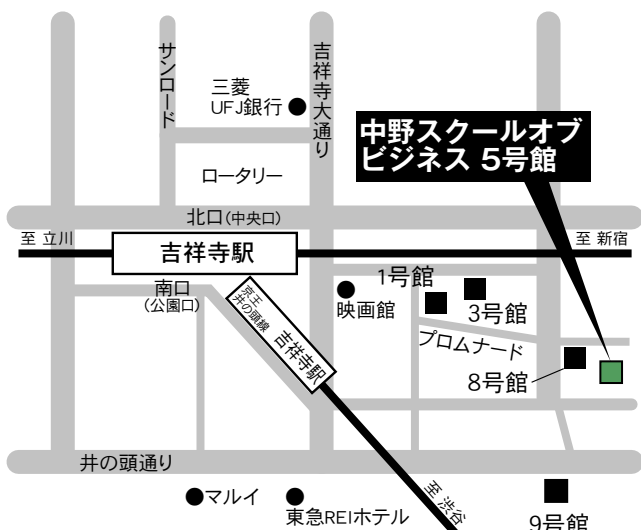 サンロード
三菱
UFJ銀行
吉祥寺大通り
中野スクールオブ
ビジネス 5号館
ロータリー
北口(中央口)
至 立川
吉祥寺駅
至 新宿
南口
(公園口)
京王
井の頭線
吉祥寺駅
映画館
1号館
3号館
プロムナード
8号館
井の頭通り
至 渋谷
マルイ
東急REIホテル
9号館